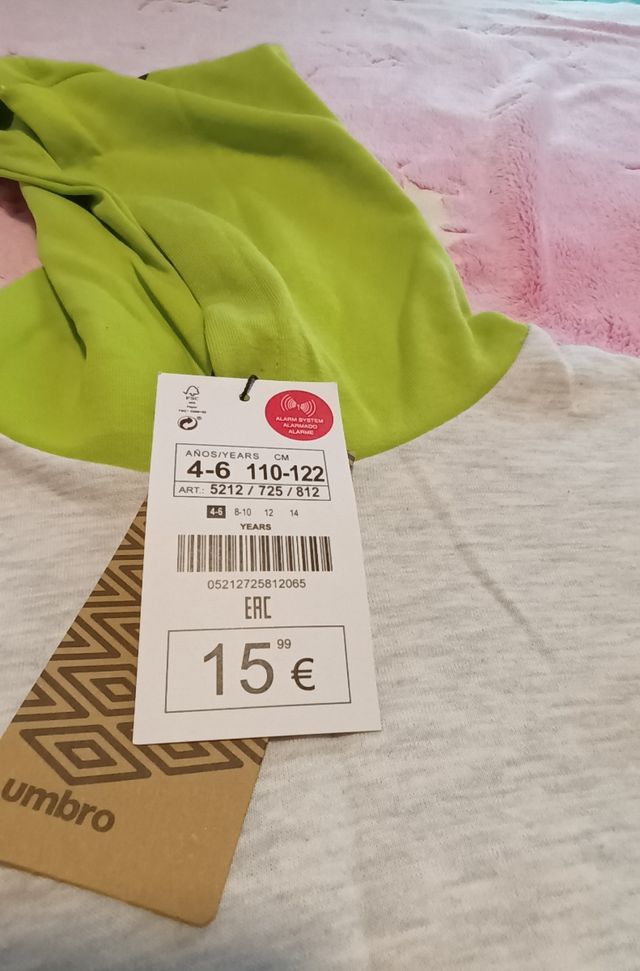 FSC
ALARM SYSTEM
ALARMADO
ALARME
AÑOS/YEARS CM
4-6 110-122
ART.: 5212 / 725 / 812
4-6 8-10 12 14
YEARS
05212725812065
EAC
15 99 €
umbro